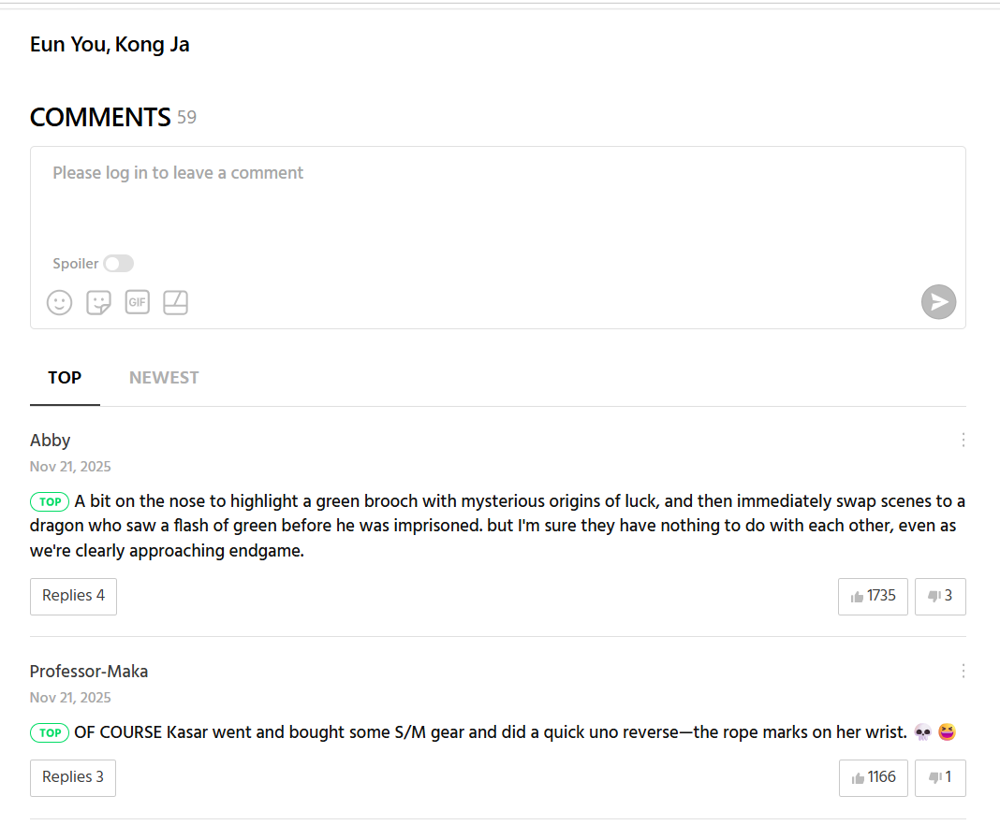 Eun You, Kong Ja
COMMENTS 59
Please log in to leave a comment
Spoiler
GIF
TOP NEWEST
Abby
Nov 21, 2025
TOP A bit on the nose to highlight a green brooch with mysterious origins of luck, and then immediately swap scenes to a
dragon who saw a flash of green before he was imprisoned. but I'm sure they have nothing to do with each other, even as
we're clearly approaching endgame.
Replies 4 1735 3
Professor-Maka
Nov 21, 2025
TOP OF COURSE Kasar went and bought some S/M gear and did a quick uno reverse—the rope marks on her wrist. 💀 😆
Replies 3 1166 1